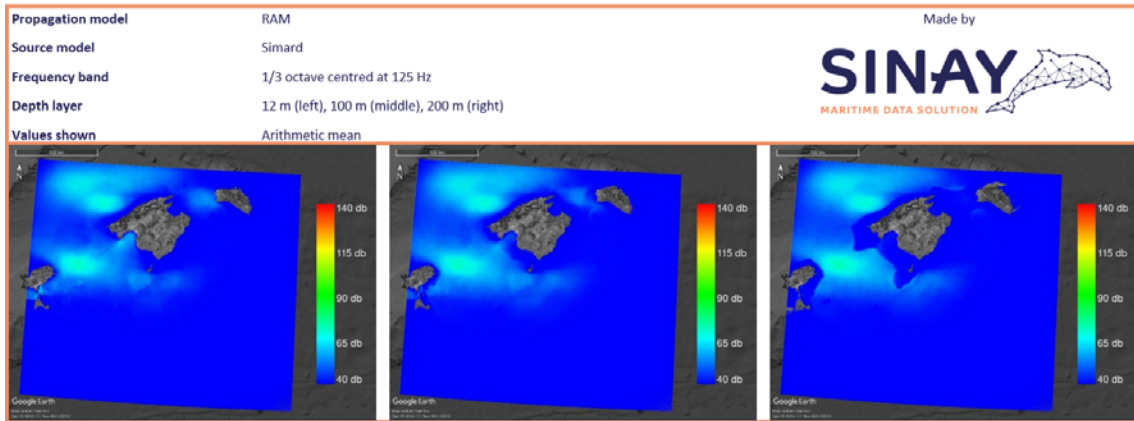 Propagation model RAM Made by
Source model Simard
Frequency band 1/3 octave centred at 125 Hz
SINAY
Depth layer 12 m (left), 100 m (middle), 200 m (right)
MARITIME DATA SOLUTION
Values shown Arithmetic mean
N
140 db
115 db
90 db
65 db
40 db
Google Earth
N
140 db
115 db
90 db
65 db
40 db
Google Earth
N
140 db
115 db
90 db
65 db
40 db
Google Earth